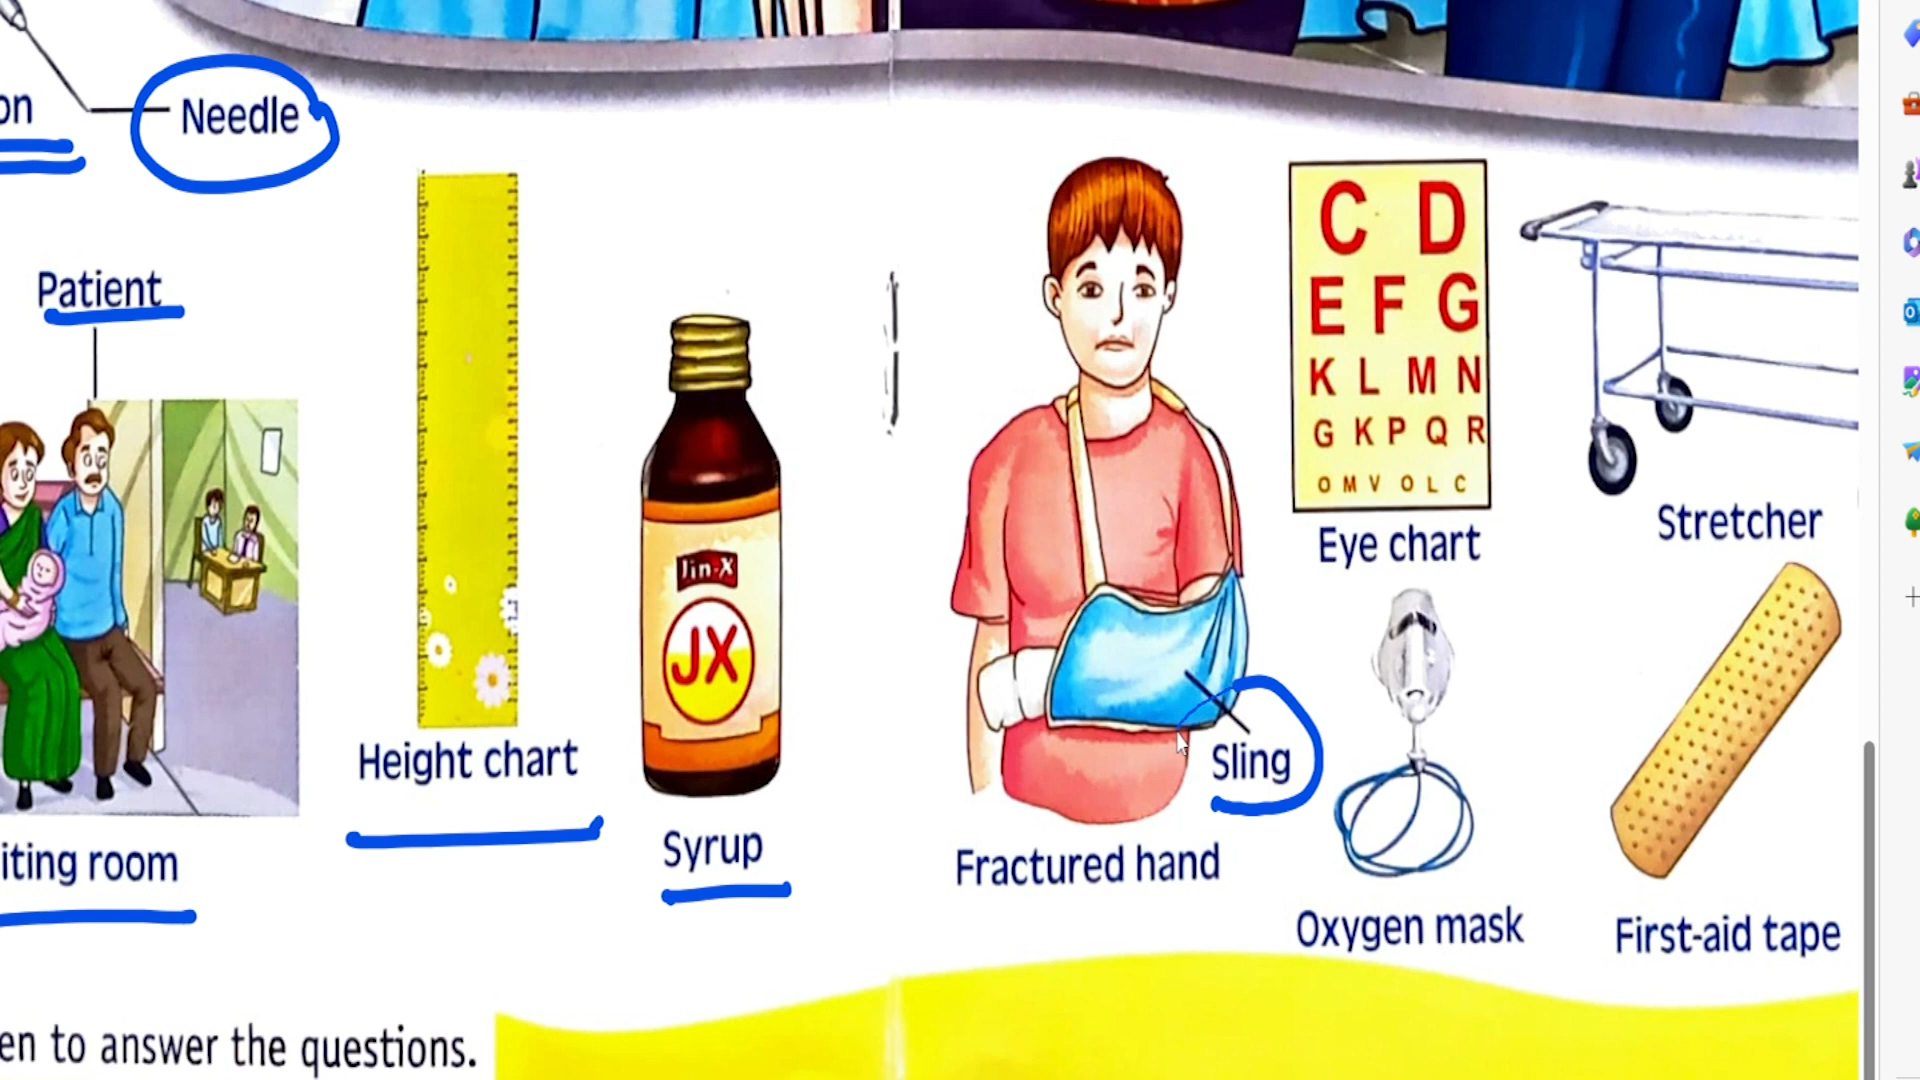 on
Needle
Patient
iting room
Height chart
Jin-X
JX
Syrup
Sling
Fractured hand
C D
E F G
K L M N
G K P Q R
O M V O L C
Eye chart
Stretcher
Oxygen mask
First-aid tape
en to answer the questions.